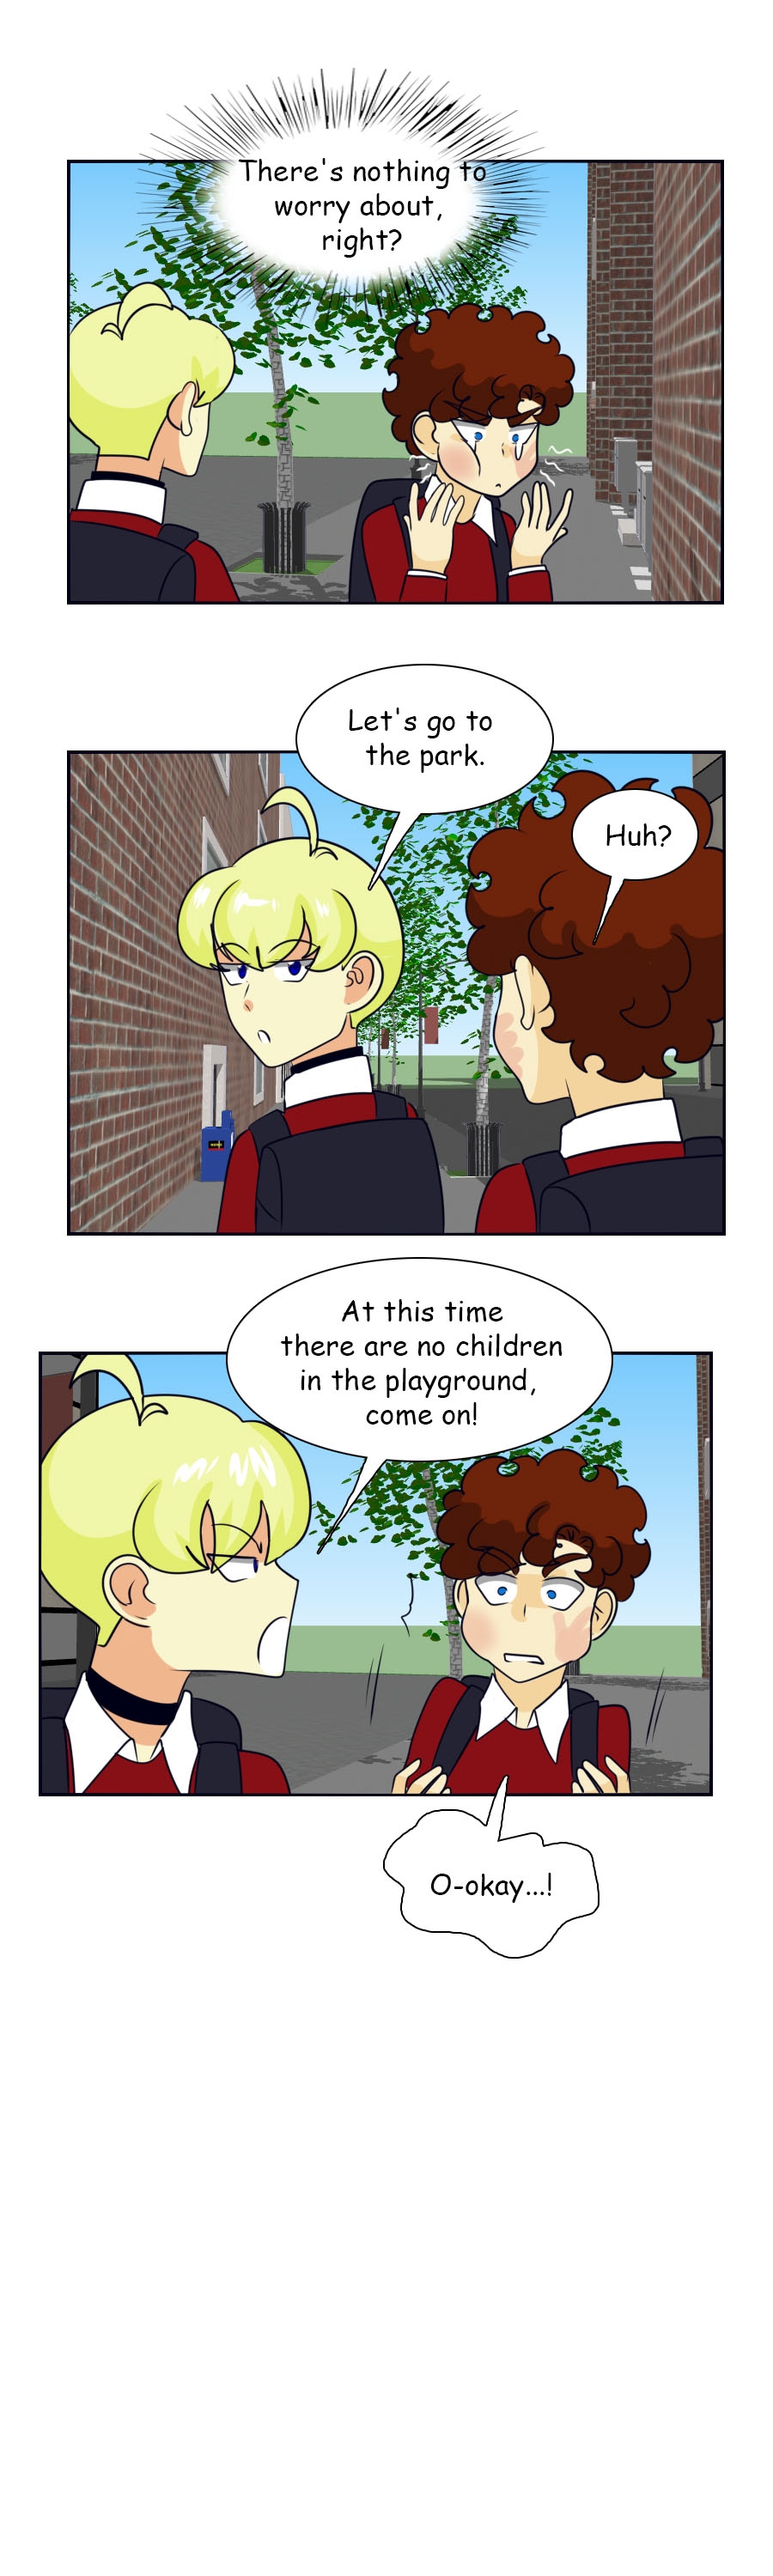 There's nothing to
worry about,
right?
Let's go to
the park.
Huh?
At this time
there are no children
in the playground,
come on!
O-okay...!